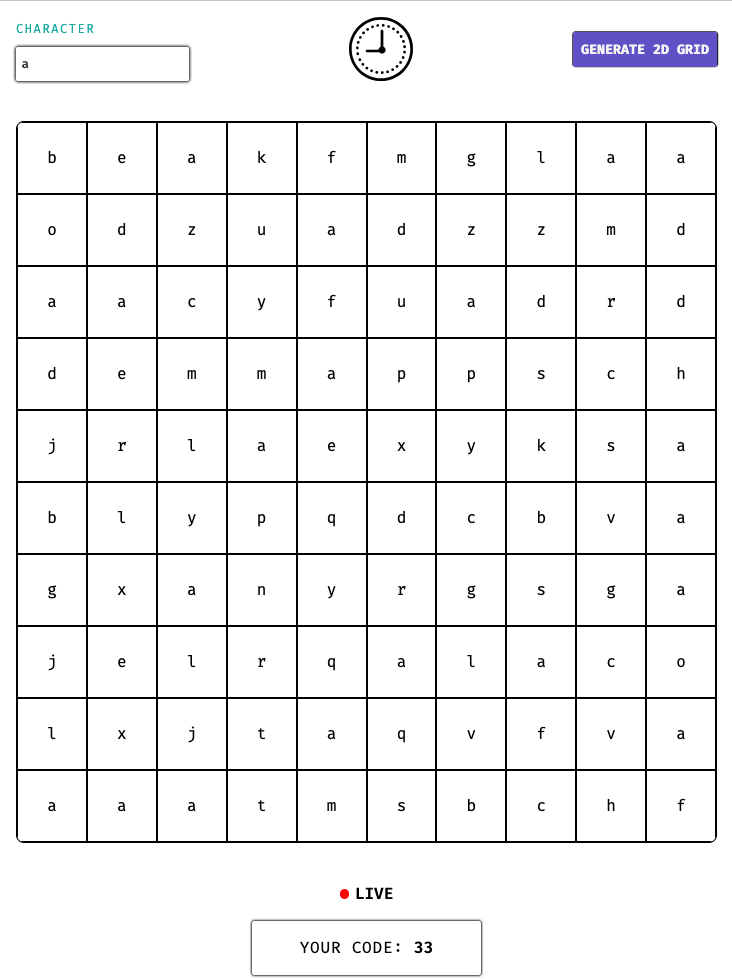 CHARACTER
a
GENERATE 2D GRID
b e a k f m g l a a
o d z u a d z z m d
a a c y f u a d r d
d e m m a p p s c h
j r l a e x y k s a
b l y p q d c b v a
g x a n y r g s g a
j e l r q a l a c o
l x j t a q v f v a
a a a t m s b c h f
LIVE
YOUR CODE: 33